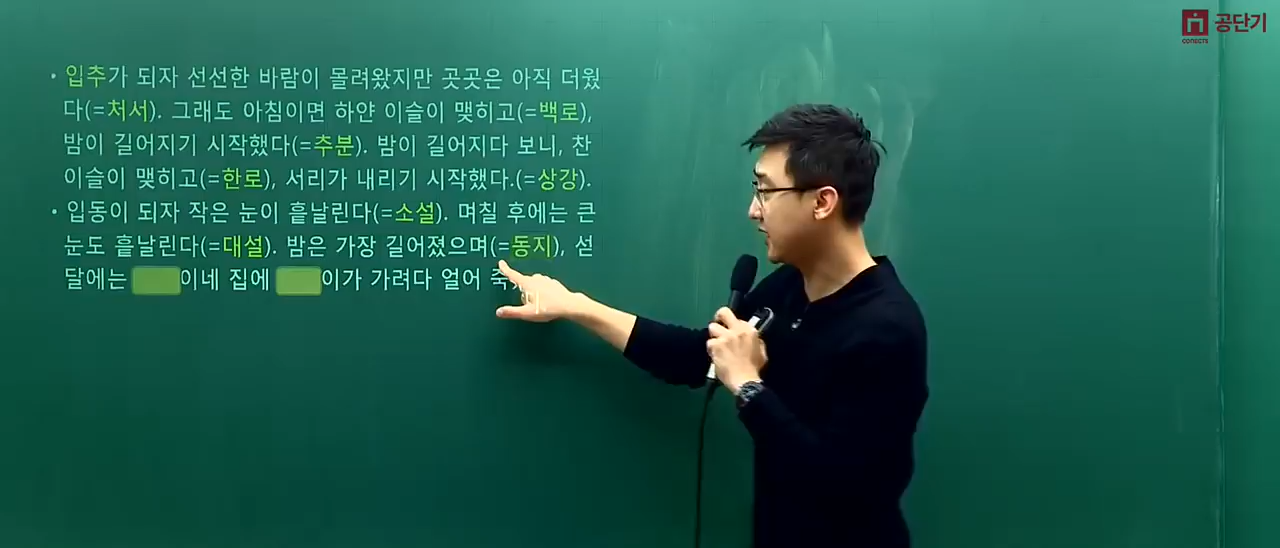 공단기
CONECTS
• 입추가 되자 선선한 바람이 몰려왔지만 곳곳은 아직 더웠
다(=처서). 그래도 아침이면 하얀 이슬이 맺히고(=백로),
밤이 길어지기 시작했다(=추분). 밤이 길어지다 보니, 찬
이슬이 맺히고(=한로), 서리가 내리기 시작했다.(=상강).
• 입동이 되자 작은 눈이 흩날린다(=소설). 며칠 후에는 큰
눈도 흩날린다(=대설). 밤은 가장 길어졌으며(=동지), 섣
달에는 이네 집에 이가 가려다 얼어 죽